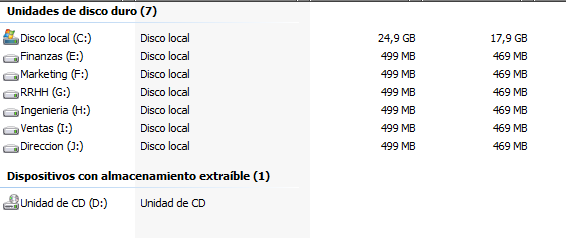 Unidades de disco duro (7)
Disco local (C:) Disco local 24,9 GB 17,9 GB
Finanzas (E:) Disco local 499 MB 469 MB
Marketing (F:) Disco local 499 MB 469 MB
RRHH (G:) Disco local 499 MB 469 MB
Ingenieria (H:) Disco local 499 MB 469 MB
Ventas (I:) Disco local 499 MB 469 MB
Direccion (J:) Disco local 499 MB 469 MB
Dispositivos con almacenamiento extraíble (1)
Unidad de CD (D:) Unidad de CD